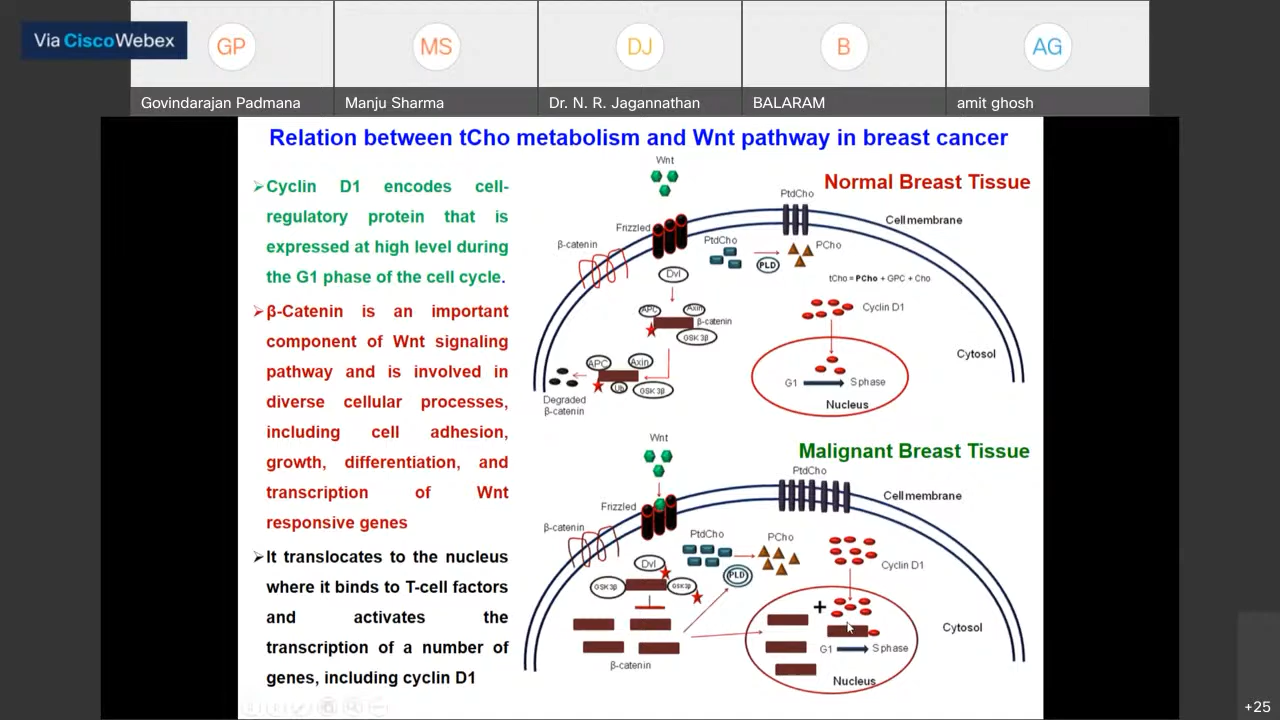 Via CiscoWebex
GP
MS
DJ
B
AG
Govindarajan Padmana
Manju Sharma
Dr. N. R. Jagannathan
BALARAM
amit ghosh
Relation between tCho metabolism and Wnt pathway in breast cancer
Cyclin D1 encodes cell-
regulatory protein that is
expressed at high level during
the G1 phase of the cell cycle.
β-Catenin is an important
component of Wnt signaling
pathway and is involved in
diverse cellular processes,
including cell adhesion,
growth, differentiation, and
transcription of Wnt
responsive genes
It translocates to the nucleus
where it binds to T-cell factors
and activates the
transcription of a number of
genes, including cyclin D1
Wnt
Normal Breast Tissue
PtdCho
Cell membrane
Frizzled
β-catenin
PtdCho
PCho
PLD
Dvl
tCho = PCho + GPC + Cho
APC
Axin
β-catenin
GSK 3β
Cyclin D1
Cytosol
APC
Axin
Ub
GSK 3β
G1
S phase
Degraded
β-catenin
Nucleus
Wnt
Malignant Breast Tissue
PtdCho
Cell membrane
Frizzled
β-catenin
PtdCho
PCho
Dvl
PLD
Cyclin D1
GSK 3β
GSK 3β
+
Cytosol
G1
S phase
β-catenin
Nucleus
+25